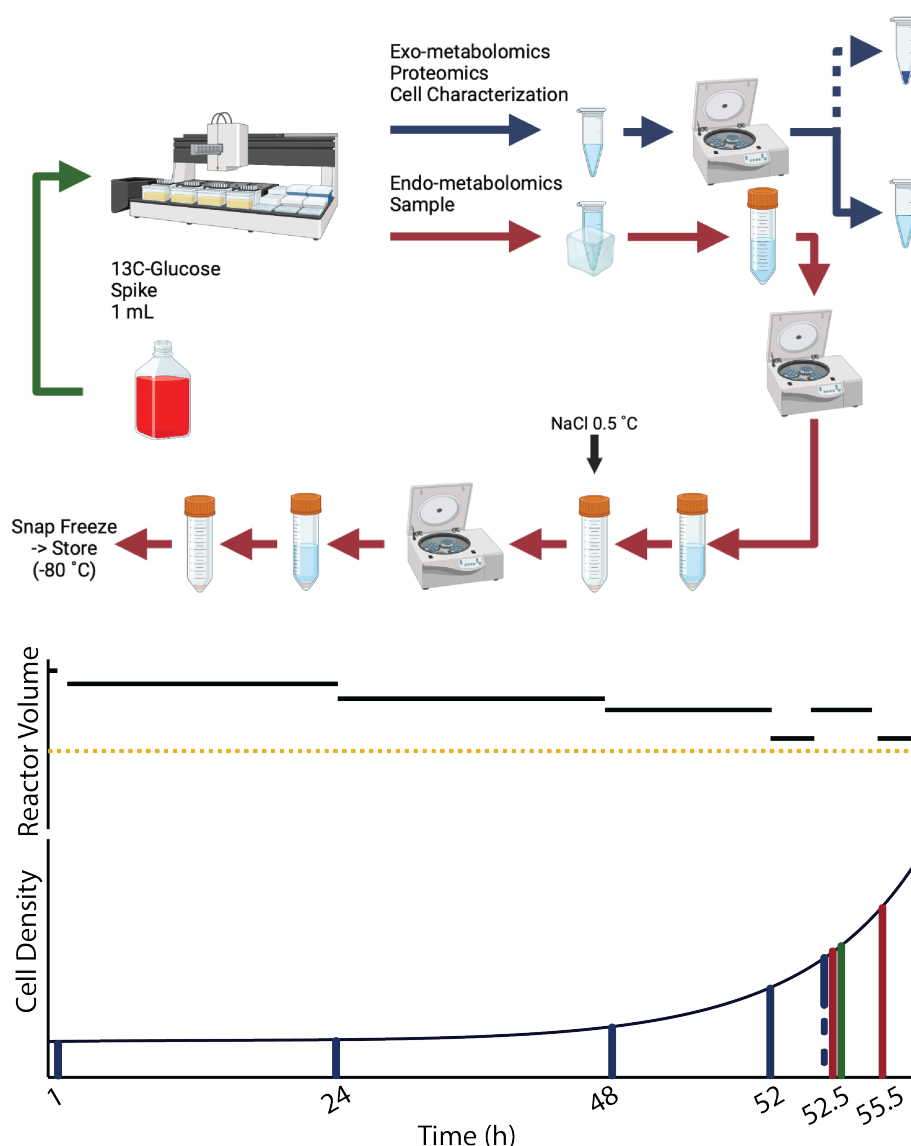 Exo-metabolomics
Proteomics
Cell Characterization
Endo-metabolomics
Sample
13C-Glucose
Spike
1 mL
NaCl 0.5 ˚C
Snap Freeze
-> Store
(-80 ˚C)
Reactor Volume
Cell Density
1
24
48
52
52.5
55.5
Time (h)